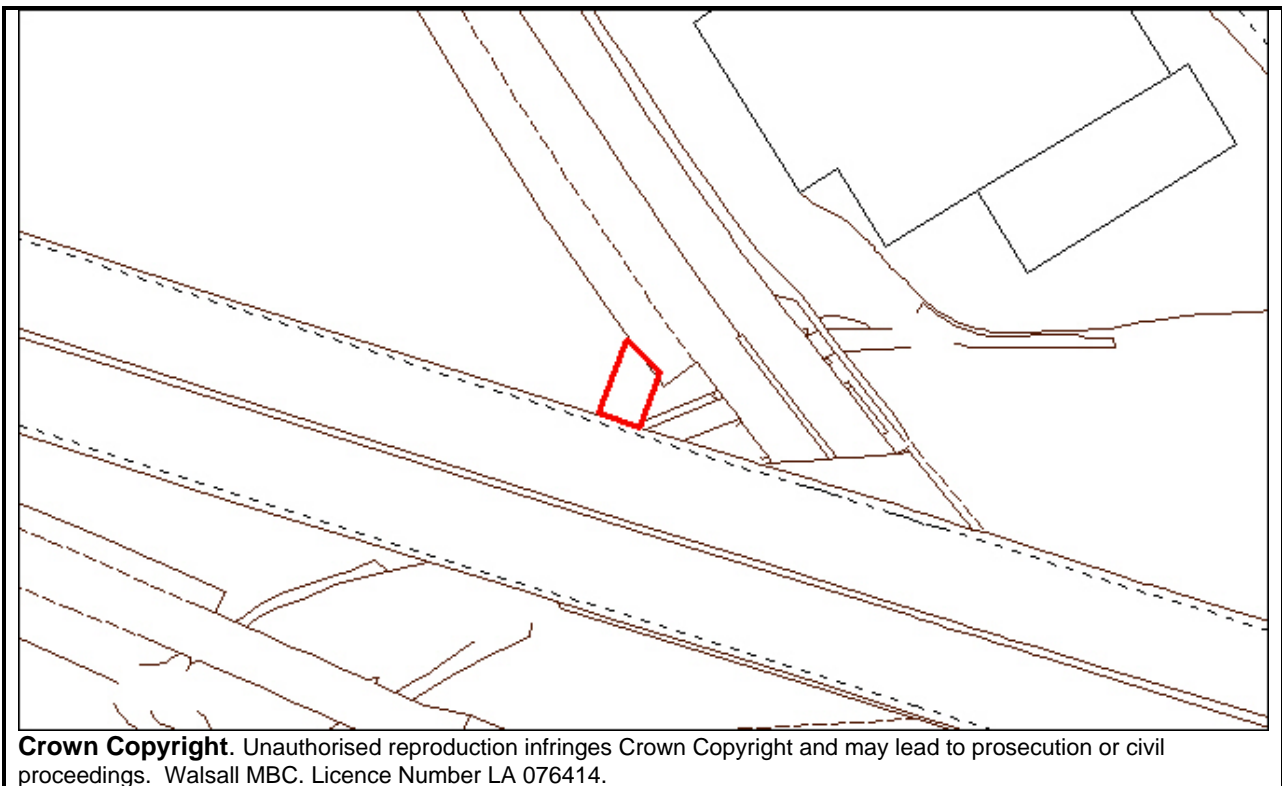 Crown Copyright. Unauthorised reproduction infringes Crown Copyright and may lead to prosecution or civil
proceedings. Walsall MBC. Licence Number LA 076414.